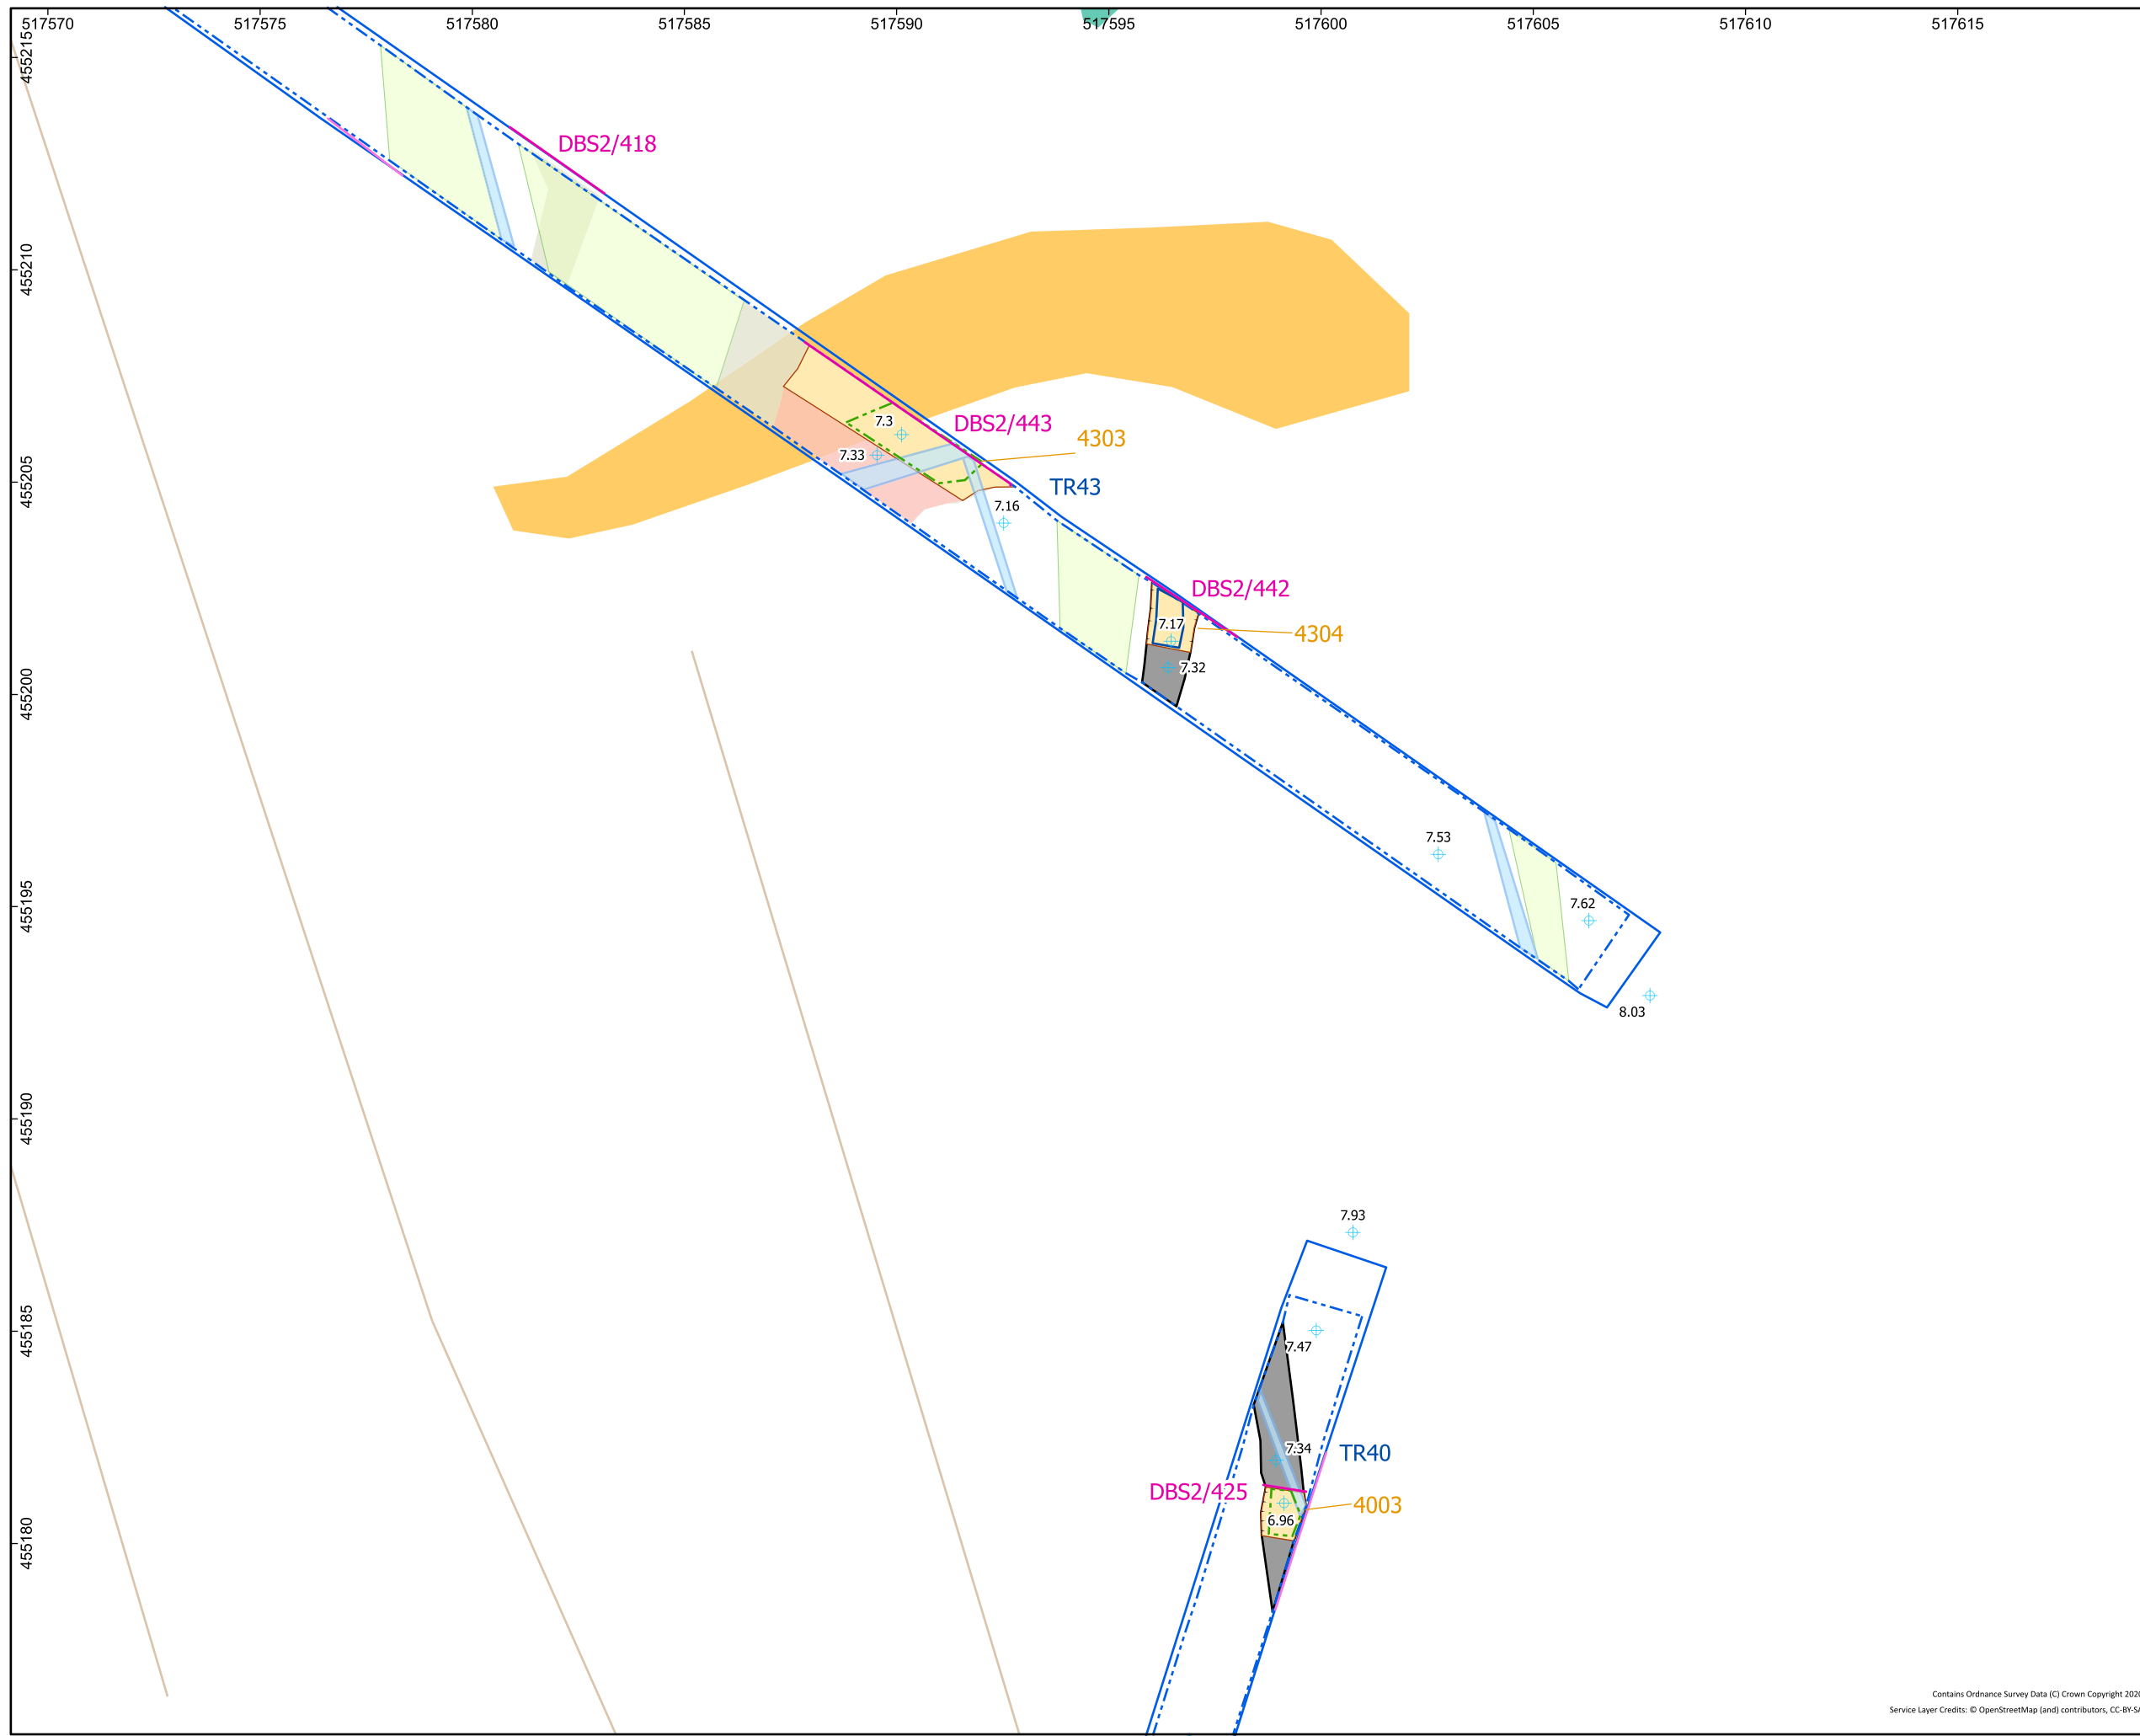 517570 517575 517580 517585 517590 517595 517600 517605 517610 517615
455215
455210
455205
455200
455195
455190
455185
455180
DBS2/418
7.3
DBS2/443
4303
7.33
TR43
7.16
DBS2/442
7.17
4304
7.32
7.53
7.62
8.03
7.93
7.47
7.34
TR40
DBS2/425
4003
6.96
Contains Ordnance Survey Data (C) Crown Copyright 2020
Service Layer Credits: © OpenStreetMap (and) contributors, CC-BY-SA